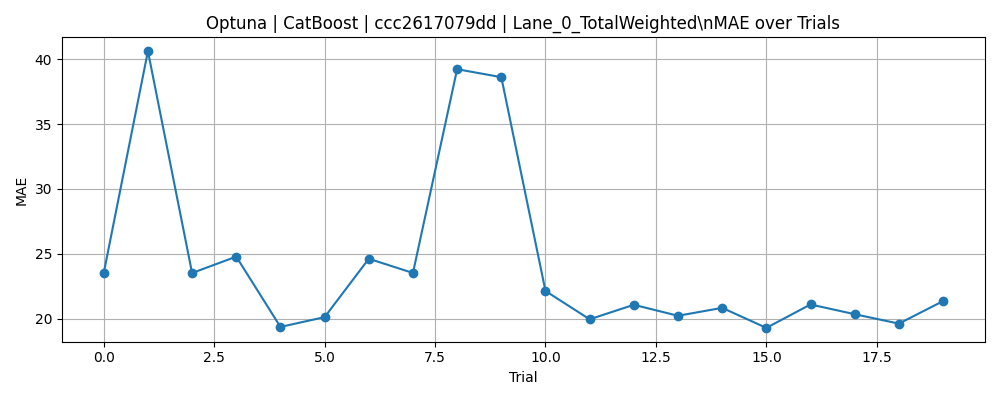 Optuna | CatBoost | ccc2617079dd | Lane_0_TotalWeighted\nMAE over Trials
40
35
30
25
20
MAE
0.0 2.5 5.0 7.5 10.0 12.5 15.0 17.5
Trial